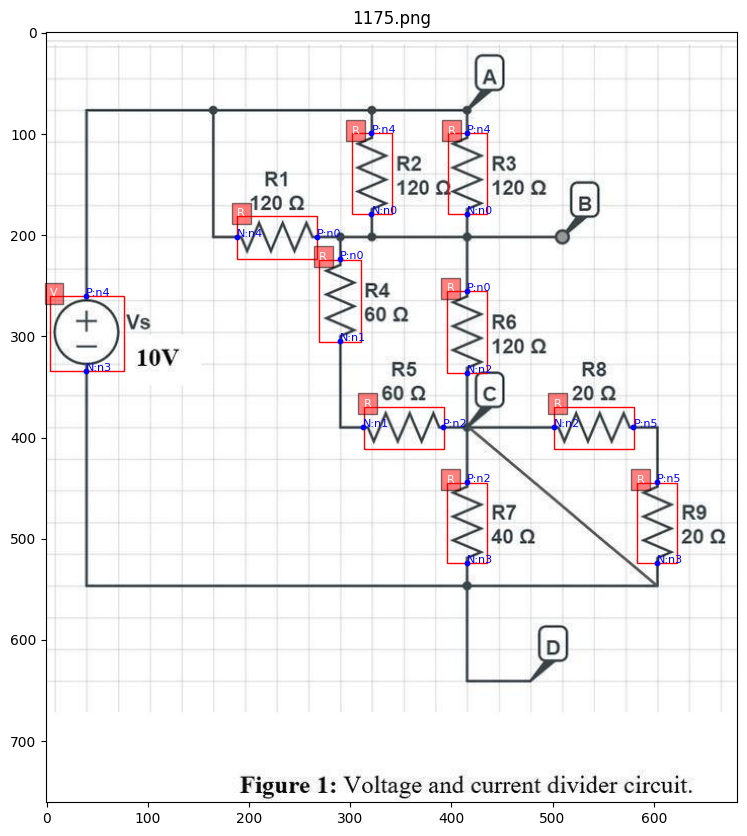 1175.png
A
R P:n4
R P:n4
R2
120 Ω
R3
120 Ω
R1
120 Ω
B
R
N:n0
N:n0
N:n4
P:n0
R
P:n0
R4
60 Ω
N:n1
V
P:n4
Vs
10V
N:n3
R
P:n0
R6
120 Ω
N:n2
C
R5
60 Ω
R8
20 Ω
R
N:n1
P:n2
R
N:n2
P:n5
R
P:n2
R7
40 Ω
N:n3
R
P:n5
R9
20 Ω
N:n3
D
Figure 1: Voltage and current divider circuit.
0
100
200
300
400
500
600
700
0 100 200 300 400 500 600